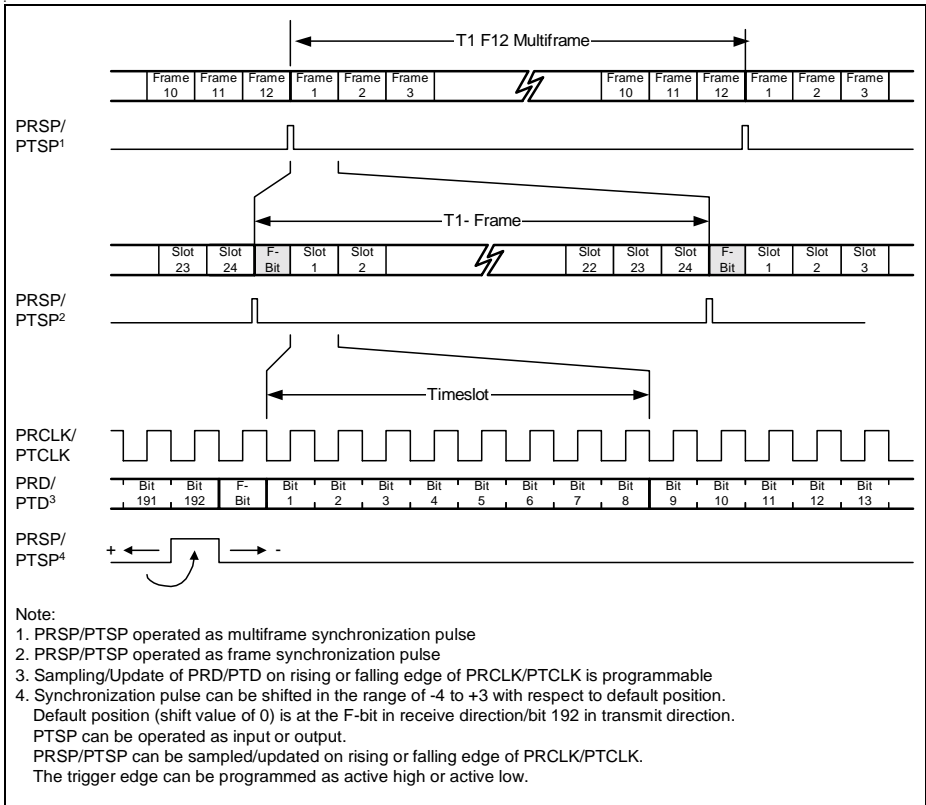 T1 F12 Multiframe
Frame 10 Frame 11 Frame 12 Frame 1 Frame 2 Frame 3 Frame 10 Frame 11 Frame 12 Frame 1 Frame 2 Frame 3
PRSP/
PTSP1
T1- Frame
Slot 23 Slot 24 F-Bit Slot 1 Slot 2 Slot 22 Slot 23 Slot 24 F-Bit Slot 1 Slot 2 Slot 3
PRSP/
PTSP2
Timeslot
PRCLK/
PTCLK
PRD/
PTD3
Bit 191 Bit 192 F-Bit Bit 1 Bit 2 Bit 3 Bit 4 Bit 5 Bit 6 Bit 7 Bit 8 Bit 9 Bit 10 Bit 11 Bit 12 Bit 13
PRSP/
PTSP4
+ -
Note:
1. PRSP/PTSP operated as multiframe synchronization pulse
2. PRSP/PTSP operated as frame synchronization pulse
3. Sampling/Update of PRD/PTD on rising or falling edge of PRCLK/PTCLK is programmable
4. Synchronization pulse can be shifted in the range of -4 to +3 with respect to default position.
Default position (shift value of 0) is at the F-bit in receive direction/bit 192 in transmit direction.
PTSP can be operated as input or output.
PRSP/PTSP can be sampled/updated on rising or falling edge of PRCLK/PTCLK.
The trigger edge can be programmed as active high or active low.